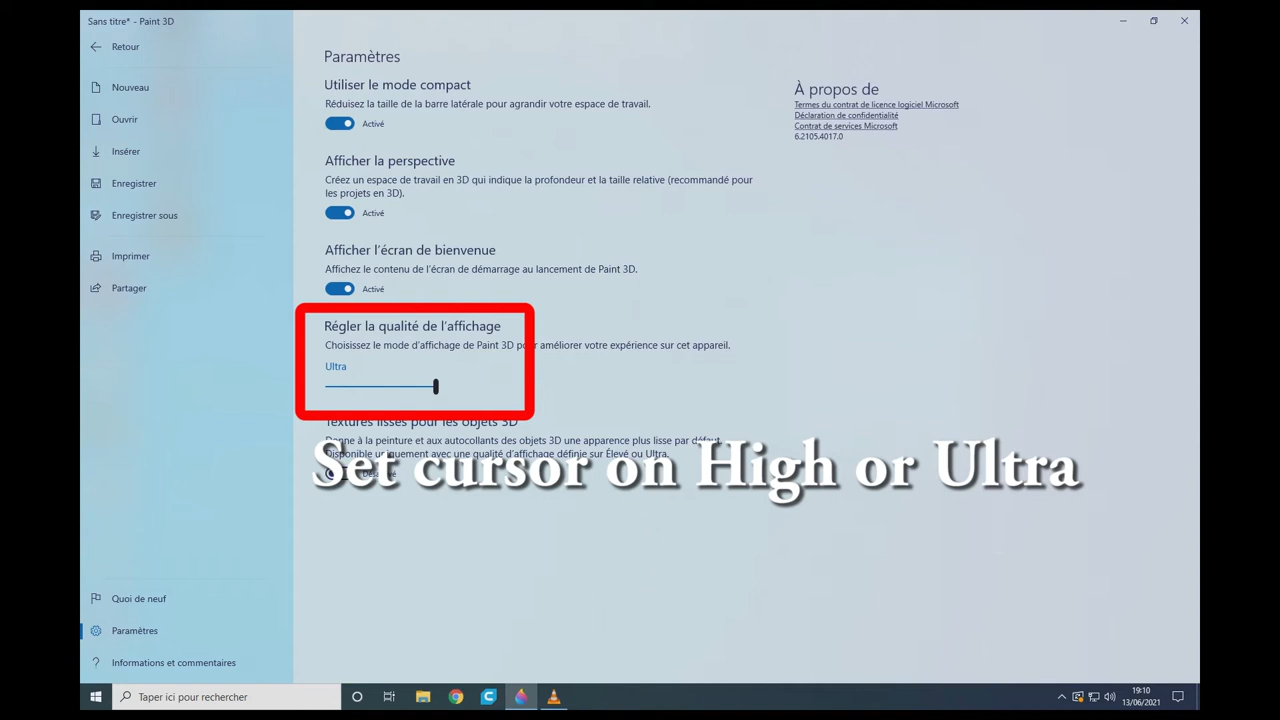 Sans titre* - Paint 3D
Retour
Nouveau
Ouvrir
Insérer
Enregistrer
Enregistrer sous
Imprimer
Partager
Quoi de neuf
Paramètres
Informations et commentaires
Paramètres
Utiliser le mode compact
Réduisez la taille de la barre latérale pour agrandir votre espace de travail.
Activé
Afficher la perspective
Créez un espace de travail en 3D qui indique la profondeur et la taille relative (recommandé pour
les projets en 3D).
Activé
Afficher l'écran de bienvenue
Affichez le contenu de l'écran de démarrage au lancement de Paint 3D.
Activé
Régler la qualité de l'affichage
Choisissez le mode d'affichage de Paint 3D pour améliorer votre expérience sur cet appareil.
Ultra
Textures lisses pour les objets 3D
Donne à la peinture et aux autocollants des objets 3D une apparence plus lisse par défaut.
Disponible uniquement avec une qualité d'affichage définie sur Élevé ou Ultra.
Désactivé
Set cursor on High or Ultra
À propos de
Termes du contrat de licence logiciel Microsoft
Déclaration de confidentialité
Contrat de services Microsoft
6.2105.4017.0
Taper ici pour rechercher
19:10
13/06/2021